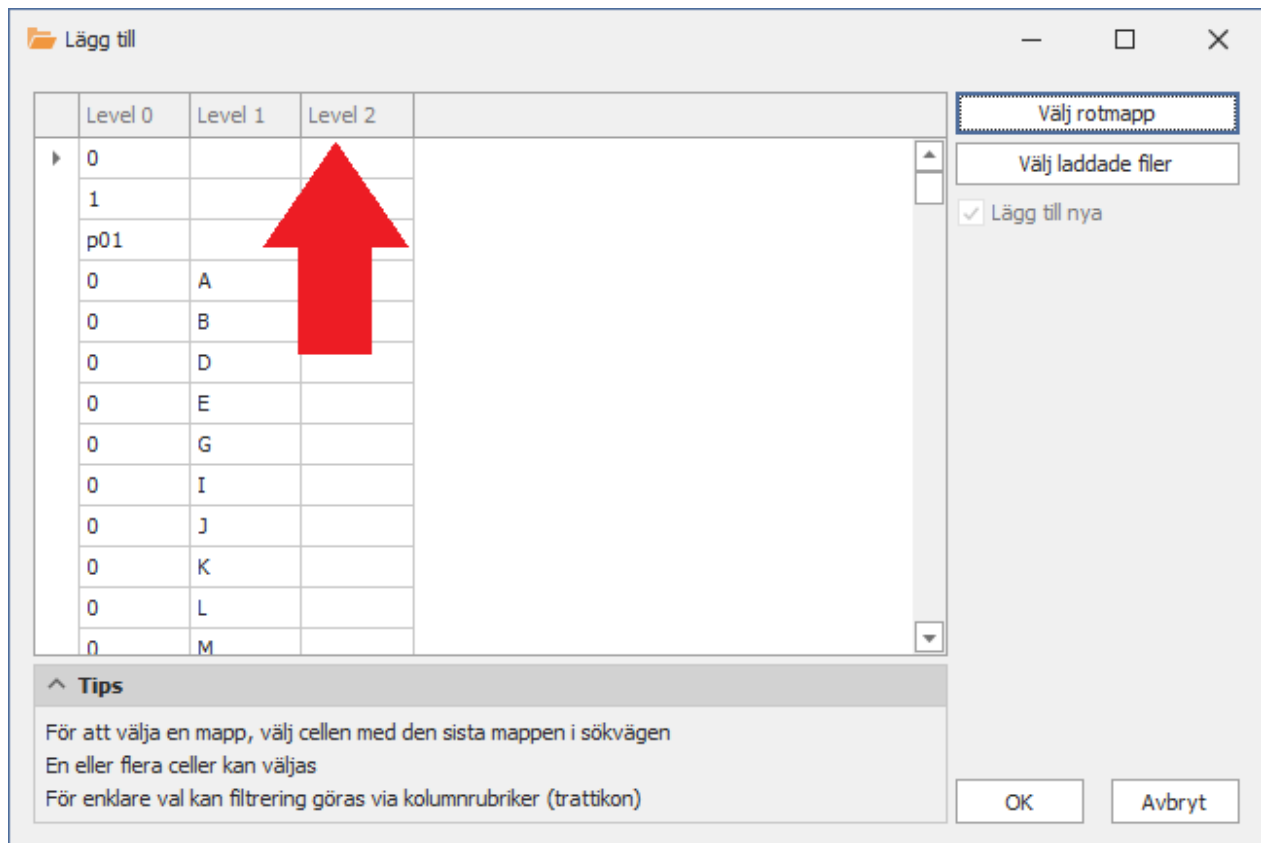 Lägg till
Level 0 Level 1 Level 2
Välj rotmapp
Välj laddade filer
Lägg till nya
0
1
p01
0 A
0 B
0 D
0 E
0 G
0 I
0 J
0 K
0 L
0 M
Tips
För att välja en mapp, välj cellen med den sista mappen i sökvägen
En eller flera celler kan väljas
För enklare val kan filtrering göras via kolumnrubriker (trattikon)
OK Avbryt